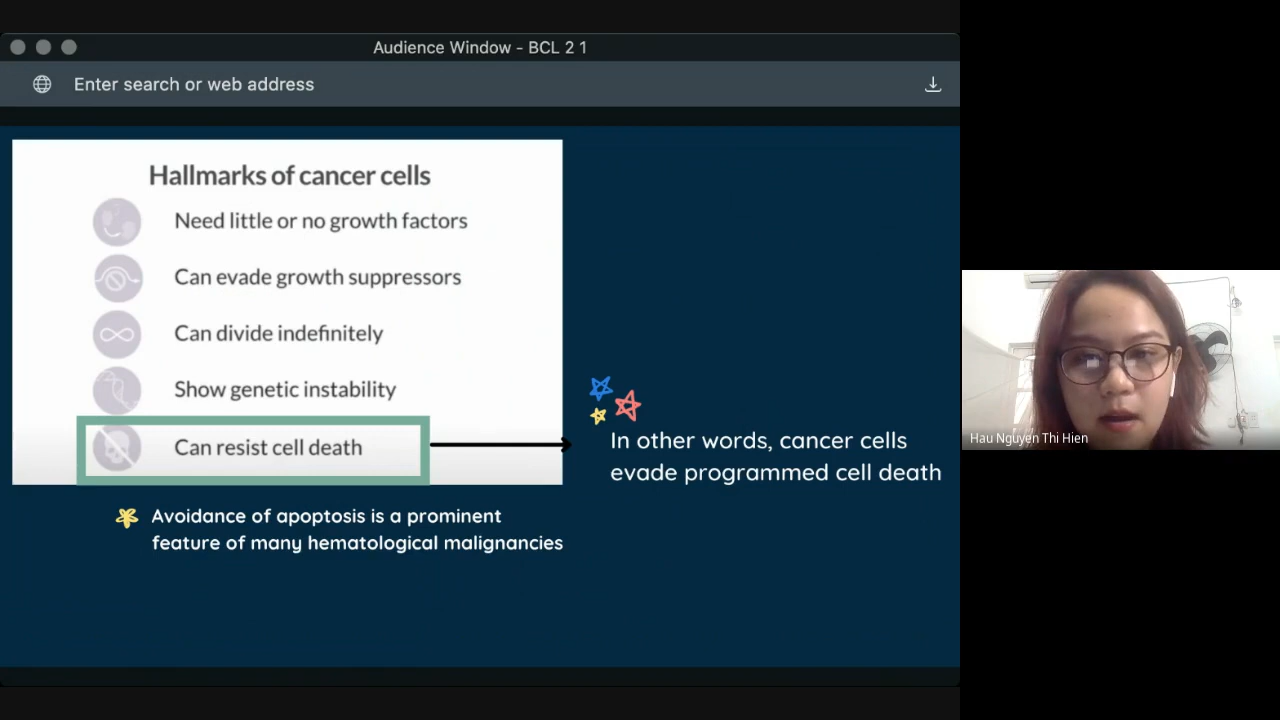 Audience Window - BCL 2 1
Enter search or web address
Hallmarks of cancer cells
Need little or no growth factors
Can evade growth suppressors
Can divide indefinitely
Show genetic instability
Can resist cell death
In other words, cancer cells
evade programmed cell death
Avoidance of apoptosis is a prominent
feature of many hematological malignancies
Hau Nguyen Thi Hien